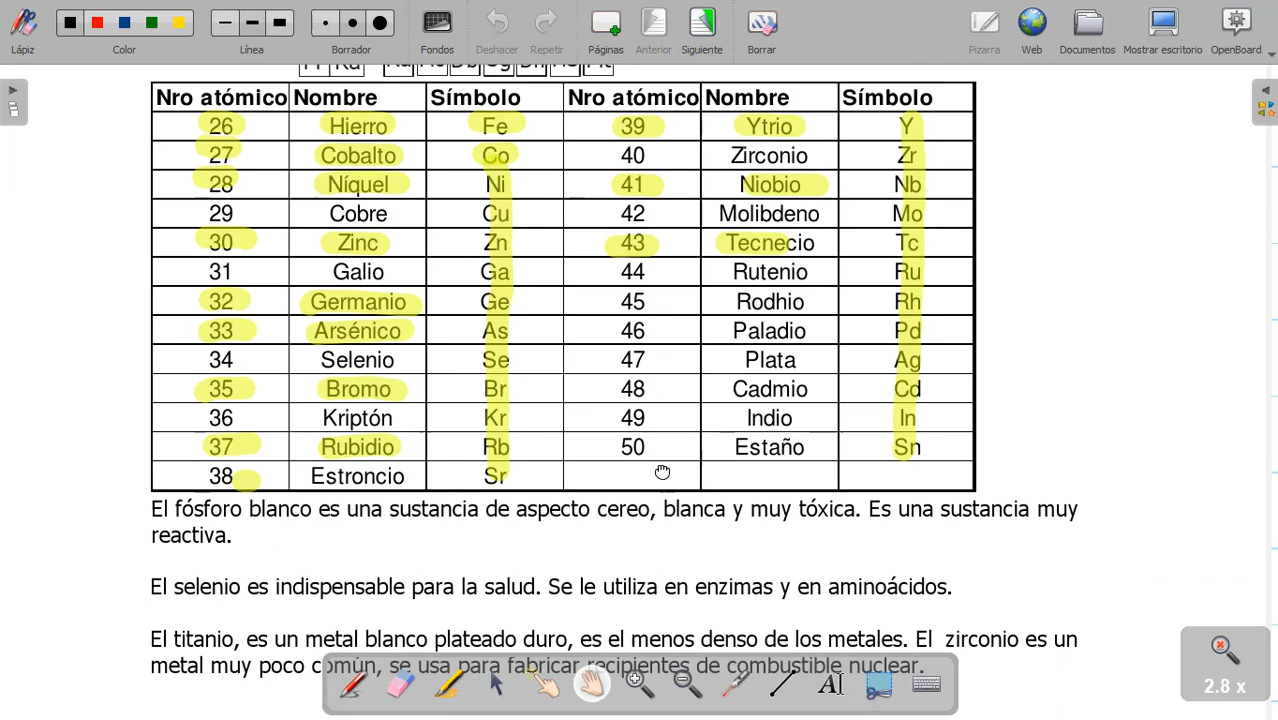 Lápiz
Color
Línea
Borrador
Fondos
Deshacer
Repetir
Páginas
Anterior
Siguiente
Borrar
Pizarra
Web
Documentos
Mostrar escritorio
OpenBoard
Nro atómico Nombre Símbolo Nro atómico Nombre Símbolo
26 Hierro Fe 39 Ytrio Y
27 Cobalto Co 40 Zirconio Zr
28 Níquel Ni 41 Niobio Nb
29 Cobre Cu 42 Molibdeno Mo
30 Zinc Zn 43 Tecnecio Tc
31 Galio Ga 44 Rutenio Ru
32 Germanio Ge 45 Rodhio Rh
33 Arsénico As 46 Paladio Pd
34 Selenio Se 47 Plata Ag
35 Bromo Br 48 Cadmio Cd
36 Kriptón Kr 49 Indio In
37 Rubidio Rb 50 Estaño Sn
38 Estroncio Sr
El fósforo blanco es una sustancia de aspecto cereo, blanca y muy tóxica. Es una sustancia muy
reactiva.
El selenio es indispensable para la salud. Se le utiliza en enzimas y en aminoácidos.
El titanio, es un metal blanco plateado duro, es el menos denso de los metales. El zirconio es un
metal muy poco común, se usa para fabricar recipientes de combustible nuclear.
2.8 x